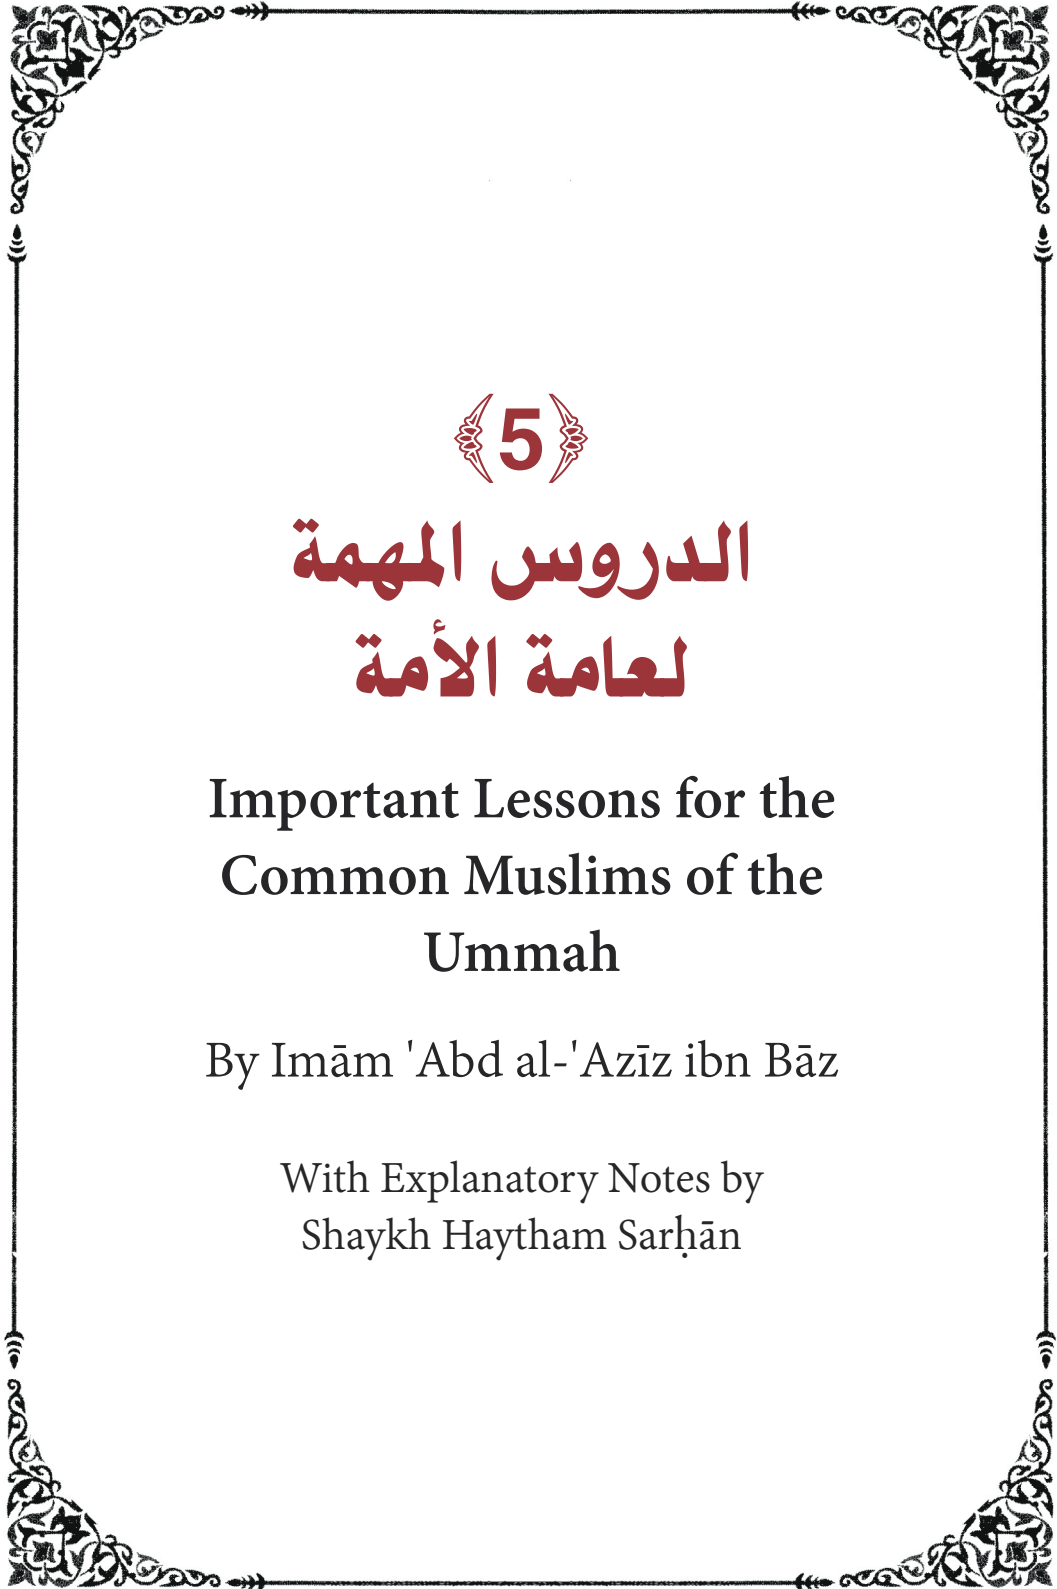 ﴿5﴾
الدروس المهمة
لعامة الأمة
Important Lessons for the
Common Muslims of the
Ummah
By Imām 'Abd al-'Azīz ibn Bāz
With Explanatory Notes by
Shaykh Haytham Sarḥān